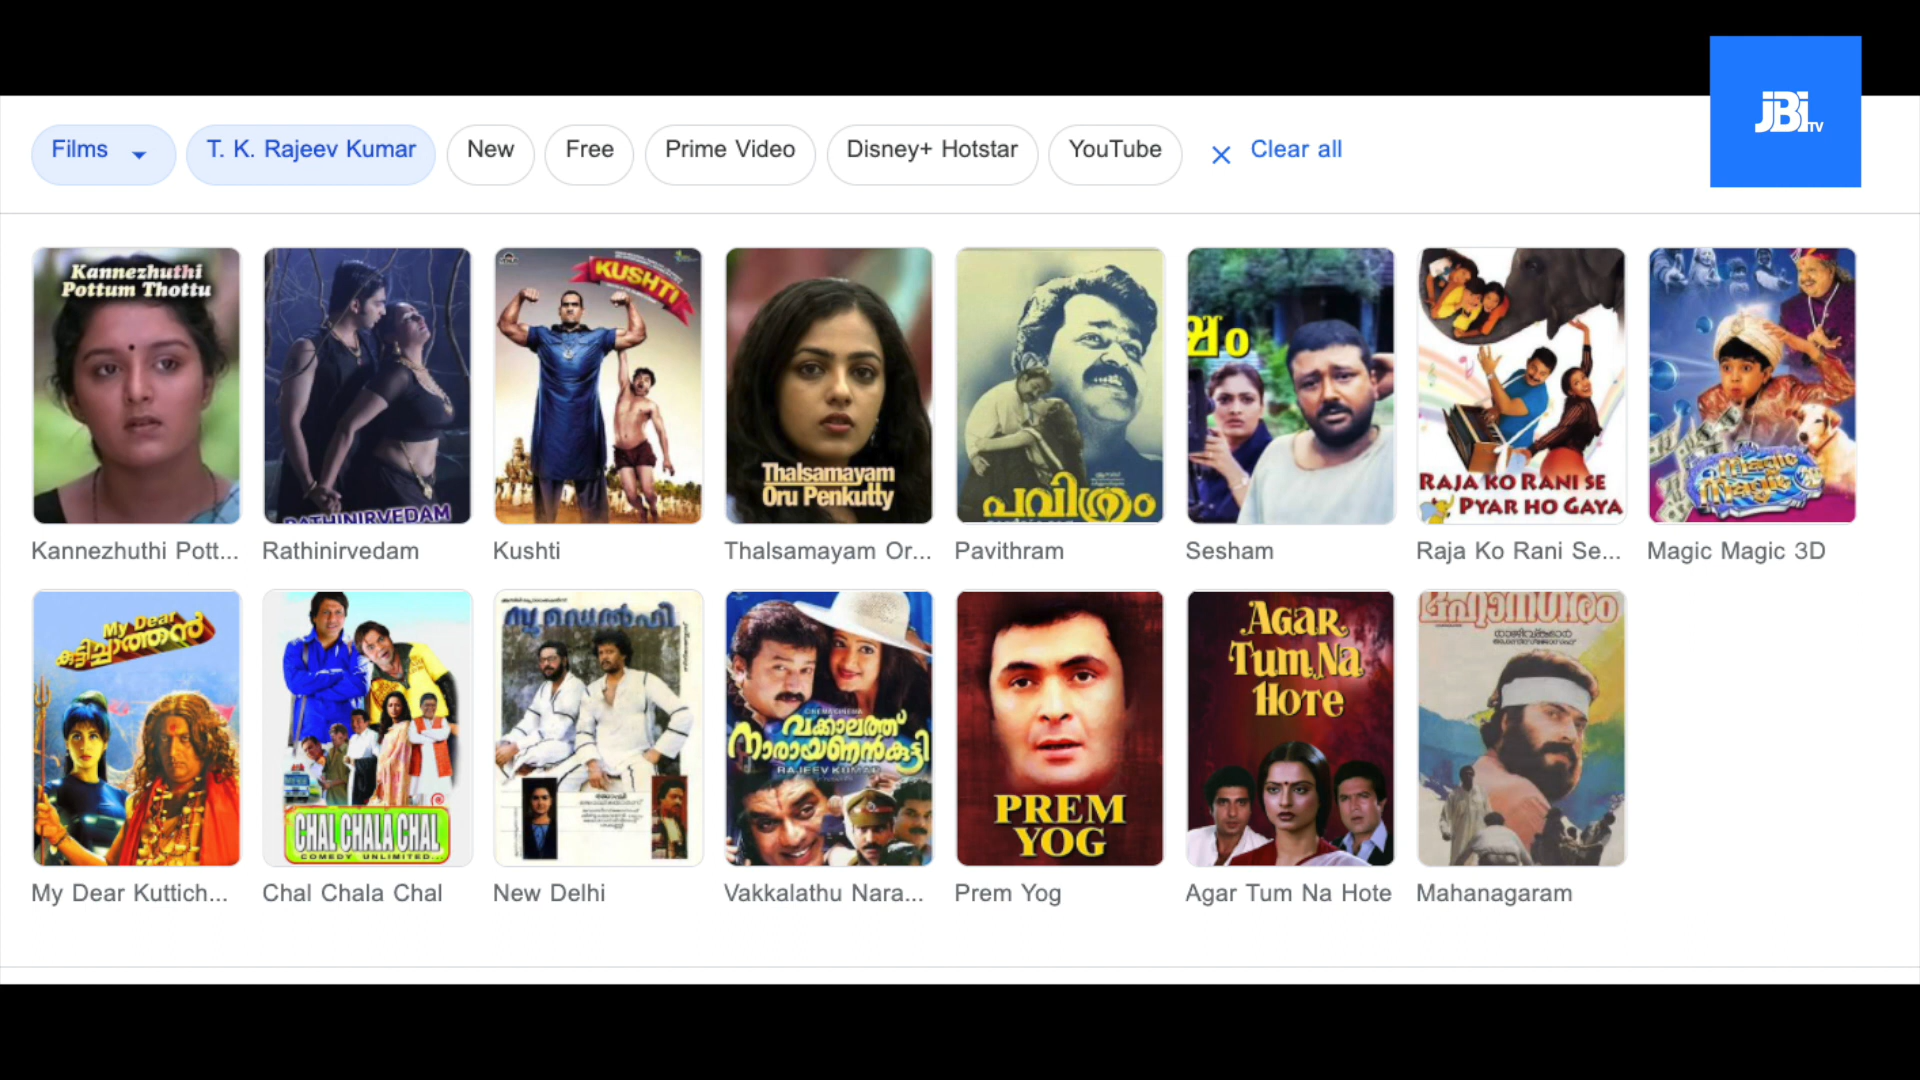 JBi TV
Films
T. K. Rajeev Kumar
New
Free
Prime Video
Disney+ Hotstar
YouTube
Clear all
Kannezhuthi
Pottum Thottu
RATHINIRVEDAM
KUSHTI
Thalsamayam
Oru Penkutty
പവിത്രം
ഷം
RAJA KO RANI SE
PYAR HO GAYA
Magic
Magic
Kannezhuthi Pott...
Rathinirvedam
Kushti
Thalsamayam Or...
Pavithram
Sesham
Raja Ko Rani Se...
Magic Magic 3D
My Dear
കുട്ടിച്ചാത്തൻ
CHAL CHALA CHAL
COMEDY UNLIMITED...
ന്യൂ ഡെൽഹി
വക്കാലത്ത്
നാരായണൻകുട്ടി
RAJEEV KUMAR
PREM
YOG
AGAR
TUM NA
HOTE
മഹാനഗരം
My Dear Kuttich...
Chal Chala Chal
New Delhi
Vakkalathu Nara...
Prem Yog
Agar Tum Na Hote
Mahanagaram